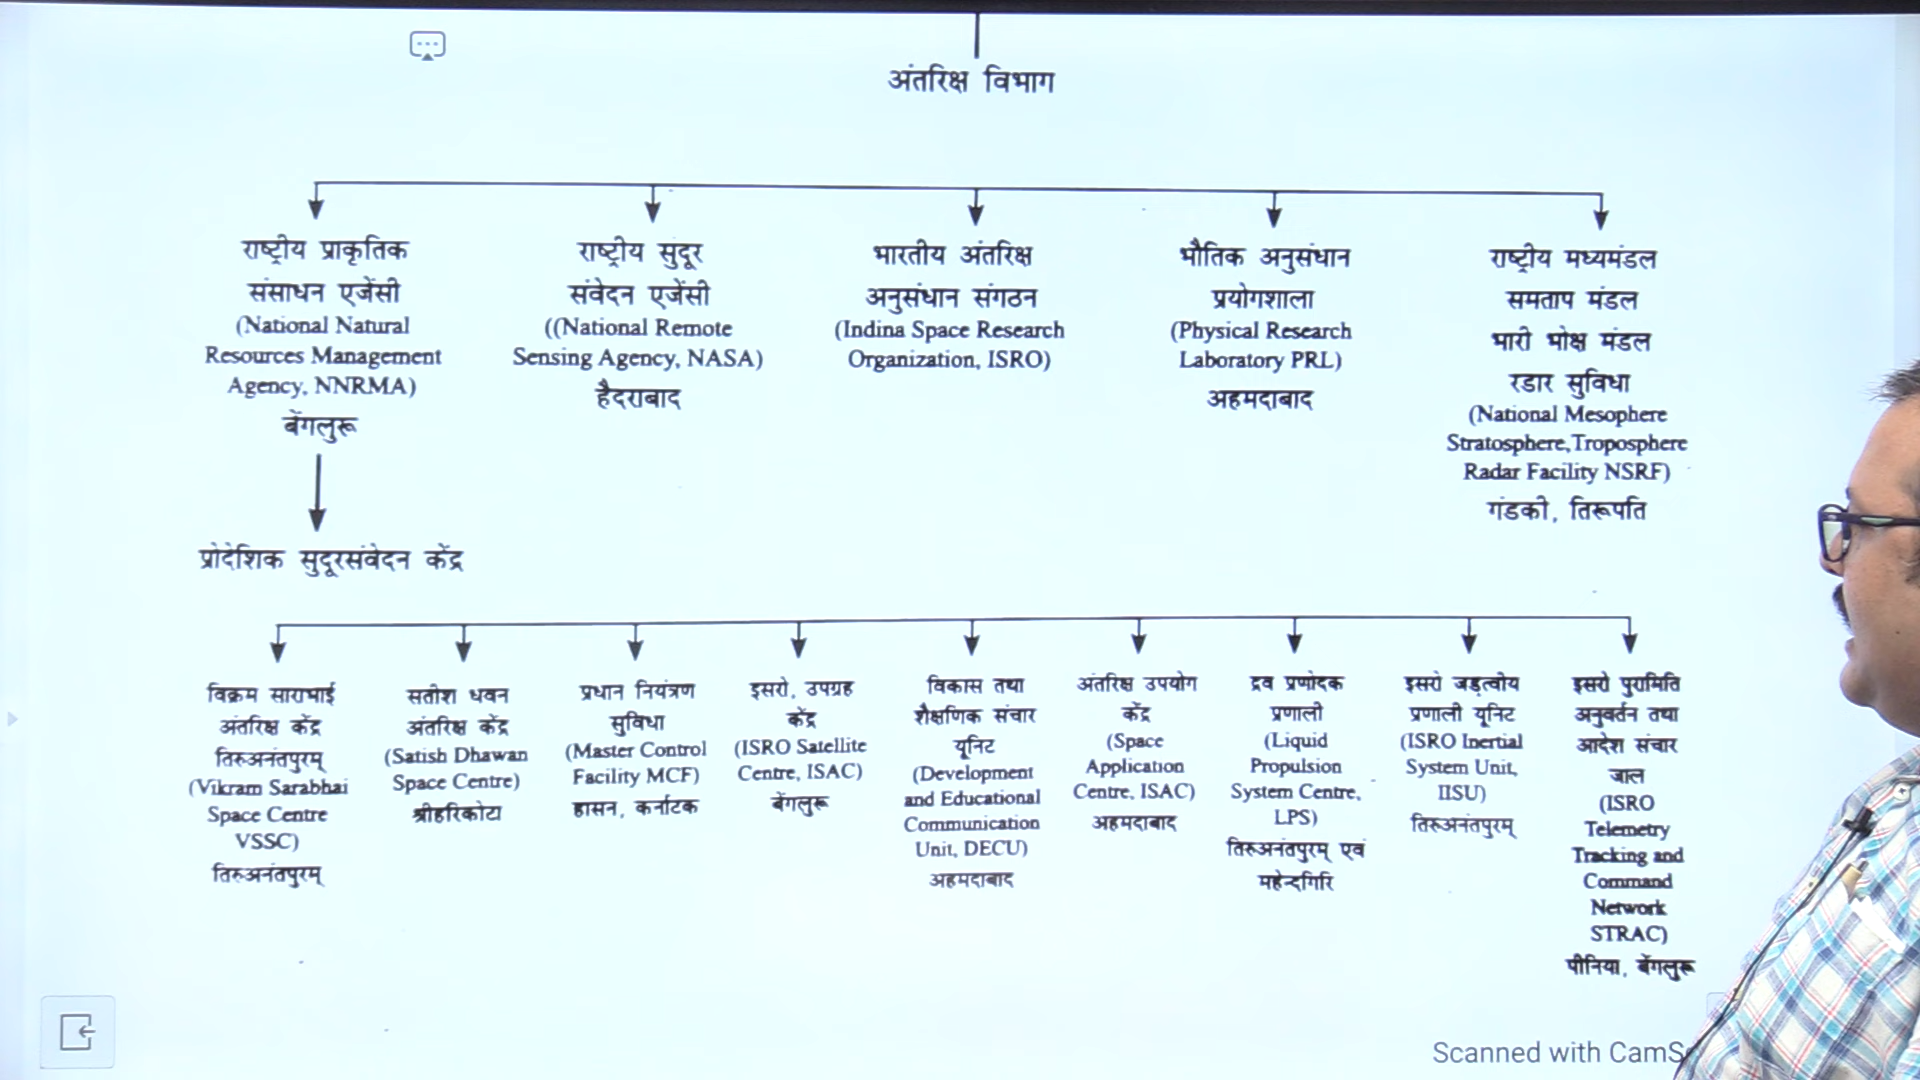 अंतरिक्ष विभाग
राष्ट्रीय प्राकृतिक
संसाधन एजेंसी
(National Natural
Resources Management
Agency, NNRMA)
बेंगलुरू
प्रोदेशिक सुदूरसंवेदन केंद्र
राष्ट्रीय सुदूर
संवेदन एजेंसी
((National Remote
Sensing Agency, NASA)
हैदराबाद
भारतीय अंतरिक्ष
अनुसंधान संगठन
(Indina Space Research
Organization, ISRO)
भौतिक अनुसंधान
प्रयोगशाला
(Physical Research
Laboratory PRL)
अहमदाबाद
राष्ट्रीय मध्यमंडल
समताप मंडल
भारी भोक्ष मंडल
रडार सुविधा
(National Mesophere
Stratosphere,Troposphere
Radar Facility NSRF)
गंडकी, तिरूपति
विक्रम साराभाई
अंतरिक्ष केंद्र
तिरुअनंतपुरम्
(Vikram Sarabhai
Space Centre
VSSC)
तिरुअनंतपुरम्
सतीश धवन
अंतरिक्ष केंद्र
(Satish Dhawan
Space Centre)
श्रीहरिकोटा
प्रधान नियंत्रण
सुविधा
(Master Control
Facility MCF)
हासन, कर्नाटक
इसरो, उपग्रह
केंद्र
(ISRO Satellite
Centre, ISAC)
बेंगलुरू
विकास तथा
शैक्षणिक संचार
यूनिट
(Development
and Educational
Communication
Unit, DECU)
अहमदाबाद
अंतरिक्ष उपयोग
केंद्र
(Space
Application
Centre, ISAC)
अहमदाबाद
द्रव प्रणोदक
प्रणाली
(Liquid
Propulsion
System Centre,
LPS)
तिरुअनंतपुरम् एवं
महेन्द्रगिरि
इसरो जड़त्वीय
प्रणाली यूनिट
(ISRO Inertial
System Unit,
IISU)
तिरुअनंतपुरम्
इसरो पुरामिति
अनुवर्तन तथा
आदेश संचार
जाल
(ISRO
Telemetry
Tracking and
Command
Network
STRAC)
पीनिया, बेंगलुरू
Scanned with CamS